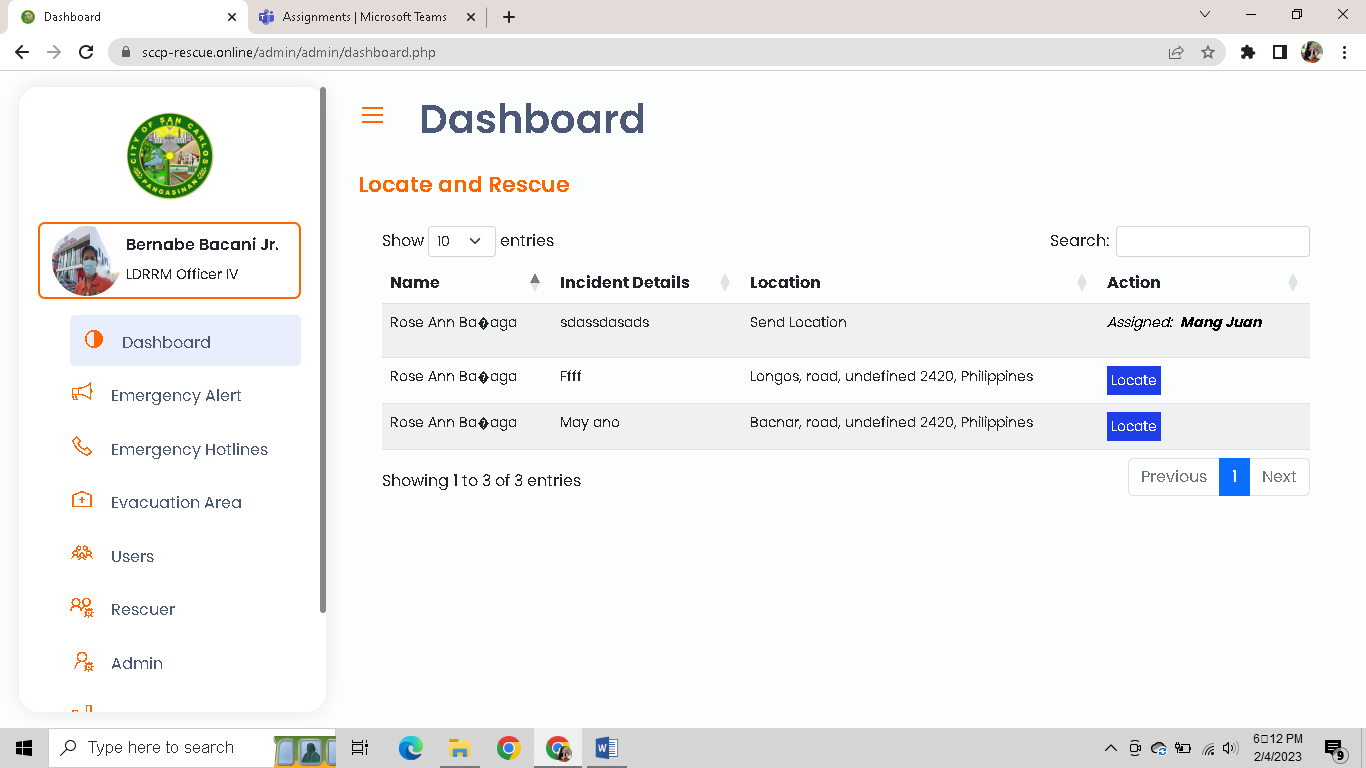 Dashboard
Assignments | Microsoft Teams
sccp-rescue.online/admin/admin/dashboard.php
CITY OF SAN CARLOS
PANGASINAN
Bernabe Bacani Jr.
LDRRM Officer IV
Dashboard
Emergency Alert
Emergency Hotlines
Evacuation Area
Users
Rescuer
Admin
Dashboard
Locate and Rescue
Show 10 entries
Search:
Name Incident Details Location Action
Rose Ann Ba�aga sdassdasads Send Location Assigned: Mang Juan
Rose Ann Ba�aga Ffff Longos, road, undefined 2420, Philippines Locate
Rose Ann Ba�aga May ano Bacnar, road, undefined 2420, Philippines Locate
Showing 1 to 3 of 3 entries
Previous 1 Next
Type here to search
6□12 PM
2/4/2023
9